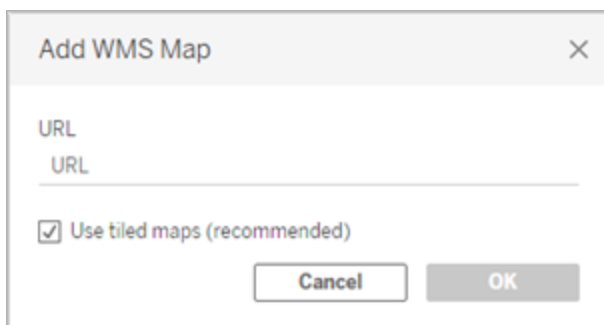 Add WMS Map
URL
URL
Use tiled maps (recommended)
Cancel OK